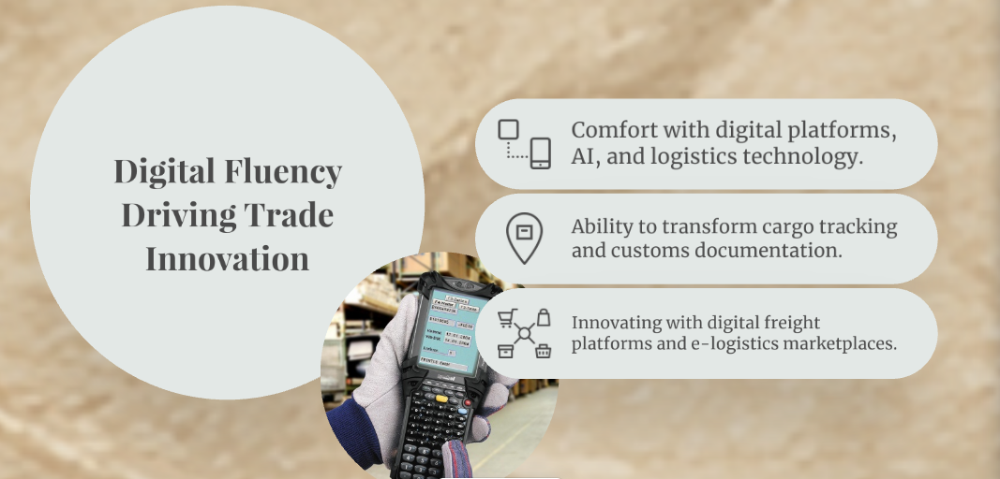 Digital Fluency
Driving Trade
Innovation
Comfort with digital platforms,
AI, and logistics technology.
Ability to transform cargo tracking
and customs documentation.
Innovating with digital freight
platforms and e-logistics marketplaces.